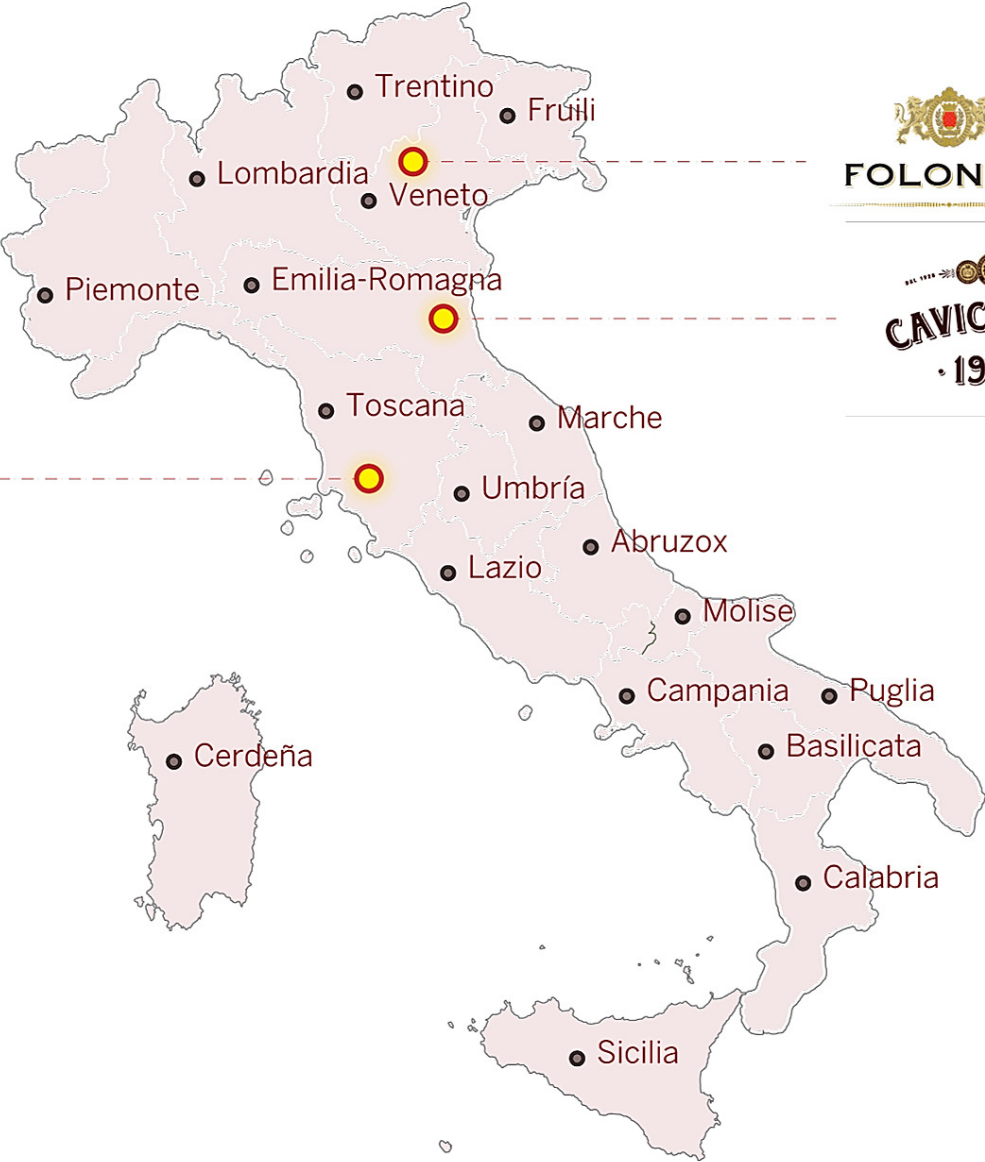 Trentino
Fruili
FOLON
Lombardia
Veneto
Piemonte
Emilia-Romagna
CAVIC
· 19
Toscana
Marche
Umbría
Abruzox
Lazio
Molise
Campania
Puglia
Basilicata
Cerdeña
Calabria
Sicilia